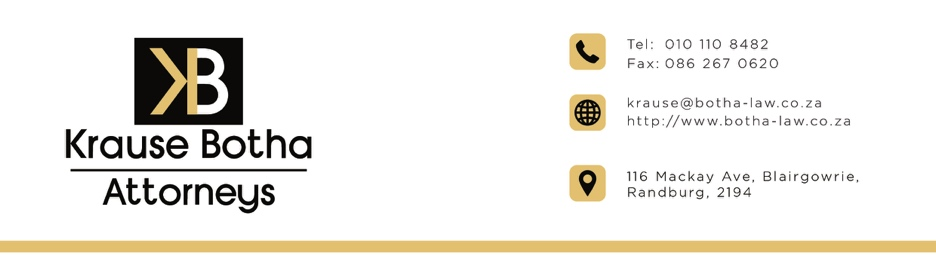 KB
Krause Botha
Attorneys
Tel: 010 110 8482
Fax: 086 267 0620
krause@botha-law.co.za
http://www.botha-law.co.za
116 Mackay Ave, Blairgowrie,
Randburg, 2194